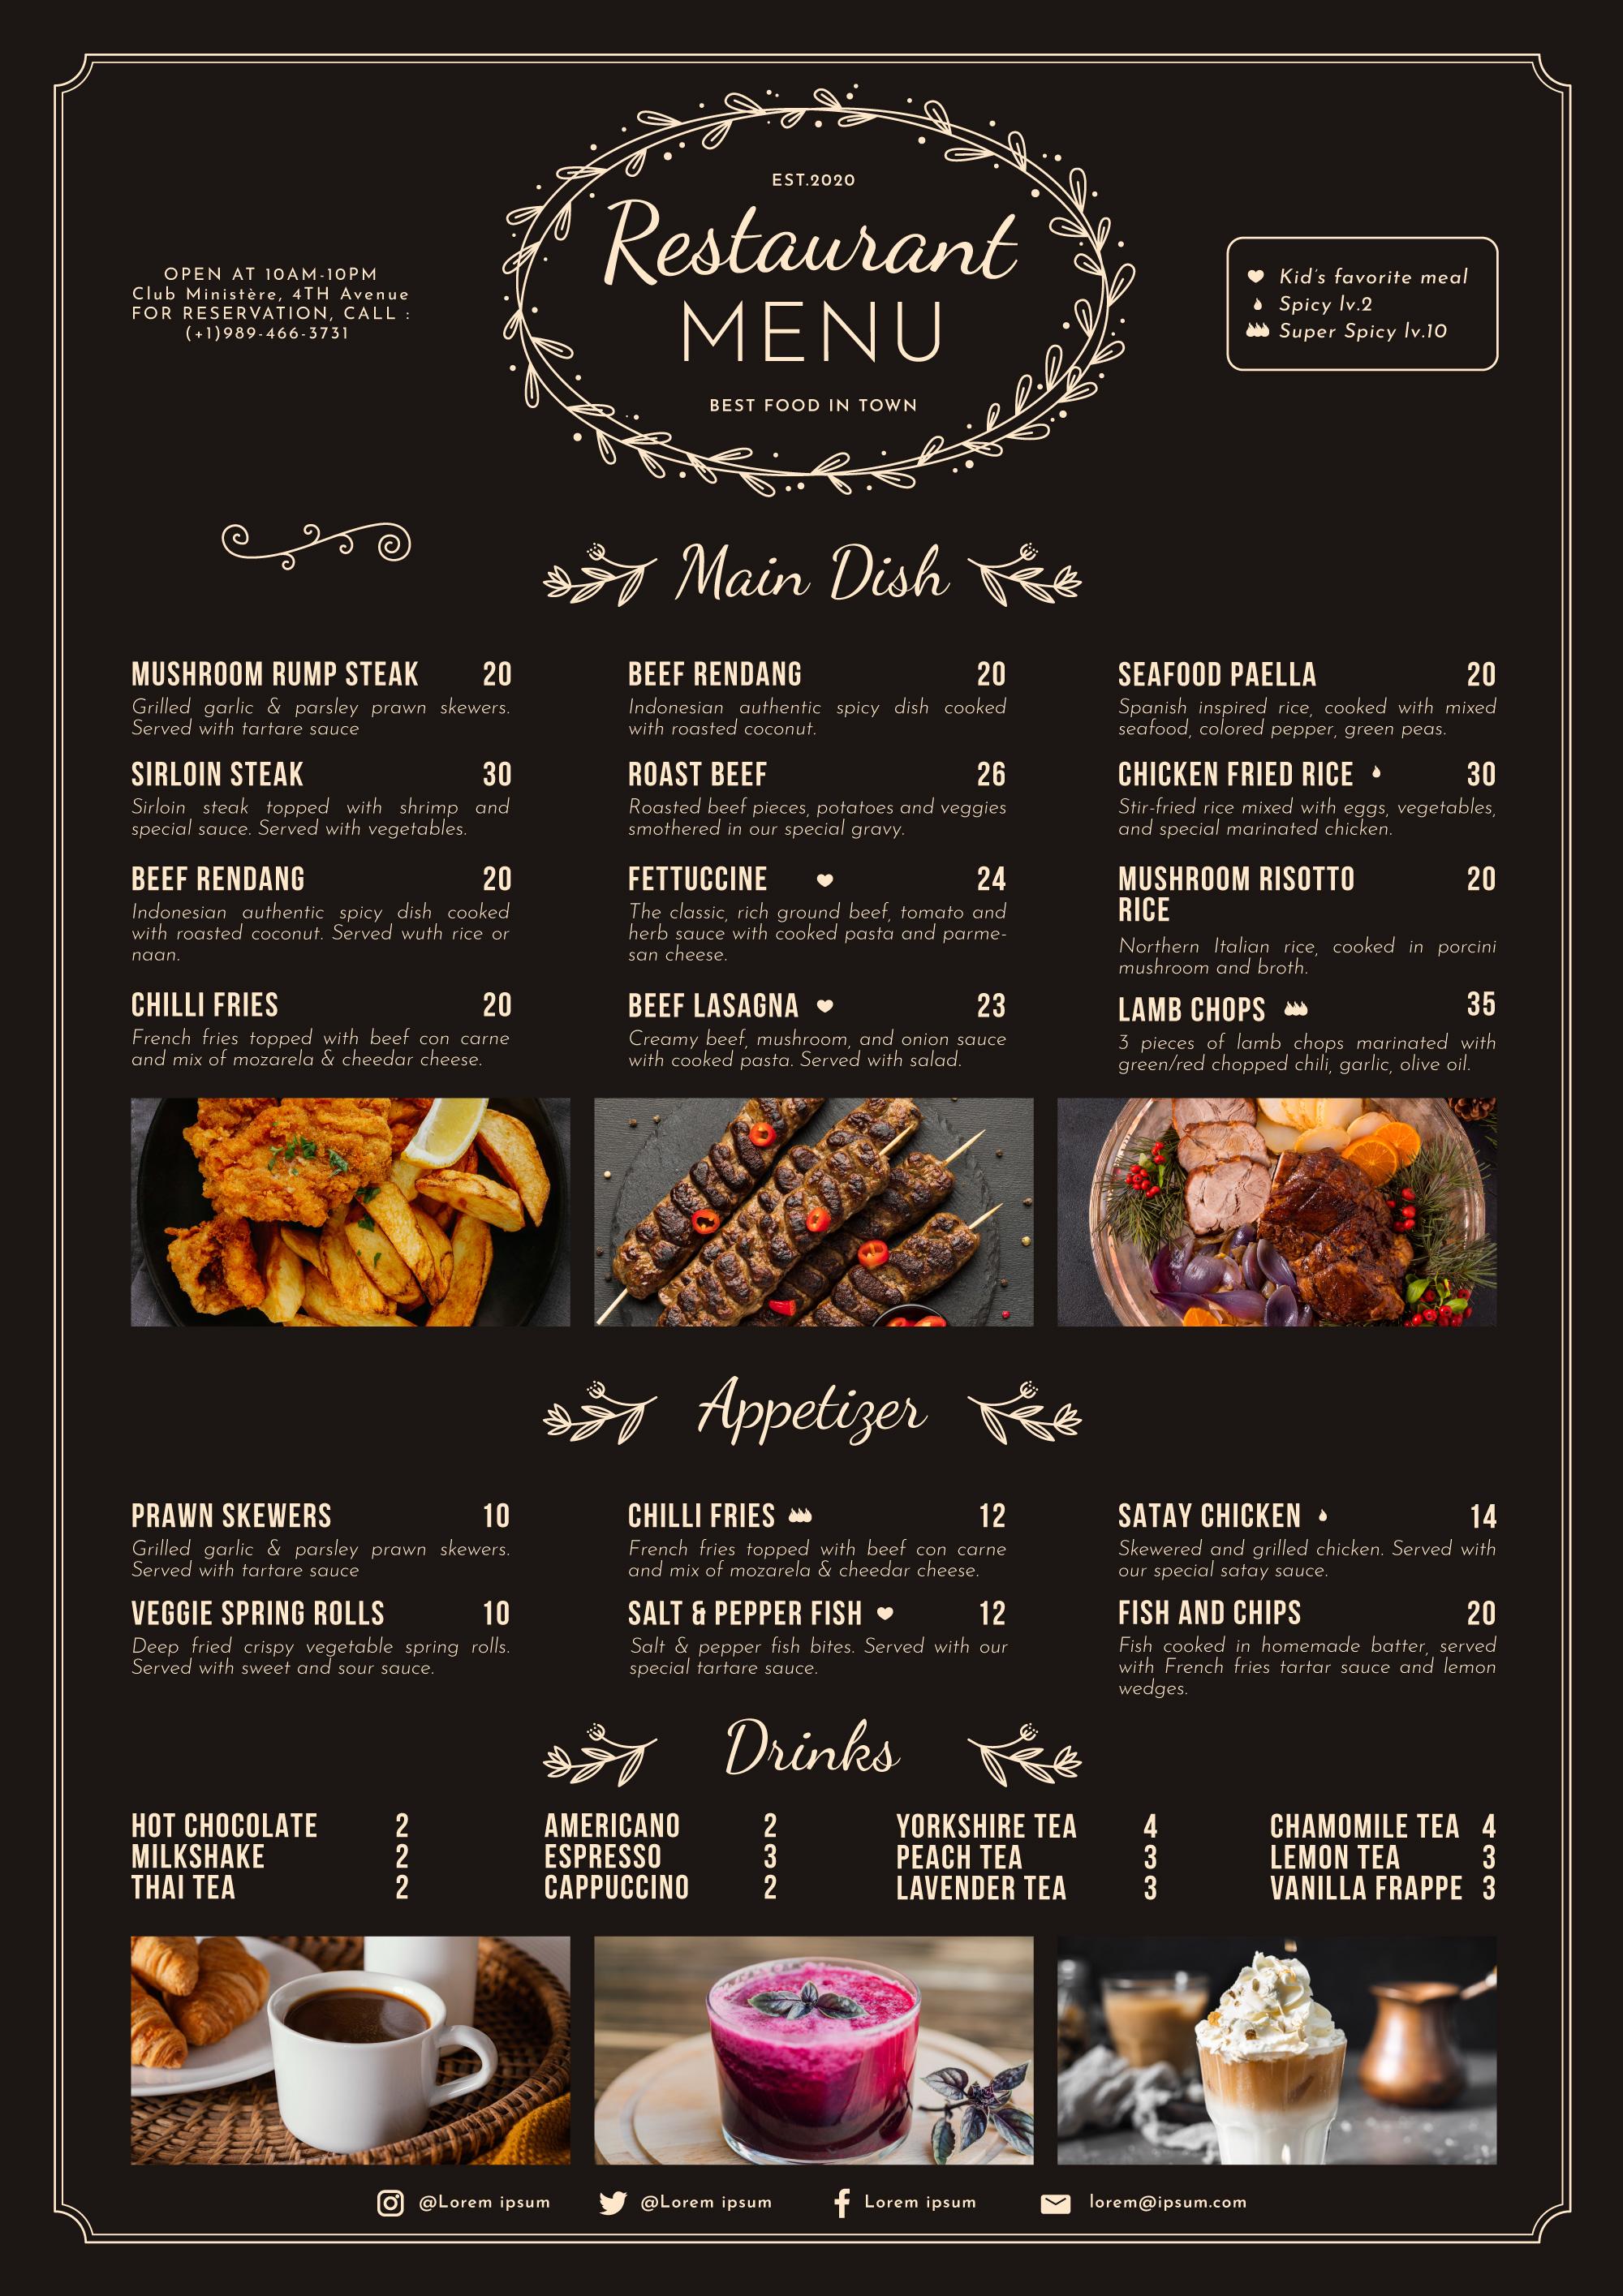 EST.2020
Restaurant
MENU
BEST FOOD IN TOWN
OPEN AT 10AM-10PM
Club Ministère, 4TH Avenue
FOR RESERVATION, CALL :
(+1)989-466-3731
Kid's favorite meal
Spicy lv.2
Super Spicy lv.10
Main Dish
MUSHROOM RUMP STEAK 20
Grilled garlic & parsley prawn skewers.
Served with tartare sauce
SIRLOIN STEAK 30
Sirloin steak topped with shrimp and
special sauce. Served with vegetables.
BEEF RENDANG 20
Indonesian authentic spicy dish cooked
with roasted coconut. Served wuth rice or
naan.
CHILLI FRIES 20
French fries topped with beef con carne
and mix of mozarela & cheedar cheese.
BEEF RENDANG 20
Indonesian authentic spicy dish cooked
with roasted coconut.
ROAST BEEF 26
Roasted beef pieces, potatoes and veggies
smothered in our special gravy.
FETTUCCINE 24
The classic, rich ground beef, tomato and
herb sauce with cooked pasta and parme-
san cheese.
BEEF LASAGNA 23
Creamy beef, mushroom, and onion sauce
with cooked pasta. Served with salad.
SEAFOOD PAELLA 20
Spanish inspired rice, cooked with mixed
seafood, colored pepper, green peas.
CHICKEN FRIED RICE 30
Stir-fried rice mixed with eggs, vegetables,
and special marinated chicken.
MUSHROOM RISOTTO 20
RICE
Northern Italian rice, cooked in porcini
mushroom and broth.
LAMB CHOPS 35
3 pieces of lamb chops marinated with
green/red chopped chili, garlic, olive oil.
Appetizer
PRAWN SKEWERS 10
Grilled garlic & parsley prawn skewers.
Served with tartare sauce
VEGGIE SPRING ROLLS 10
Deep fried crispy vegetable spring rolls.
Served with sweet and sour sauce.
CHILLI FRIES 12
French fries topped with beef con carne
and mix of mozarela & cheedar cheese.
SALT & PEPPER FISH 12
Salt & pepper fish bites. Served with our
special tartare sauce.
SATAY CHICKEN 14
Skewered and grilled chicken. Served with
our special satay sauce.
FISH AND CHIPS 20
Fish cooked in homemade batter, served
with French fries tartar sauce and lemon
wedges.
Drinks
HOT CHOCOLATE 2
MILKSHAKE 2
THAI TEA 2
AMERICANO 2
ESPRESSO 3
CAPPUCCINO 2
YORKSHIRE TEA 4
PEACH TEA 3
LAVENDER TEA 3
CHAMOMILE TEA 4
LEMON TEA 3
VANILLA FRAPPE 3
@Lorem ipsum
@Lorem ipsum
Lorem ipsum
lorem@ipsum.com